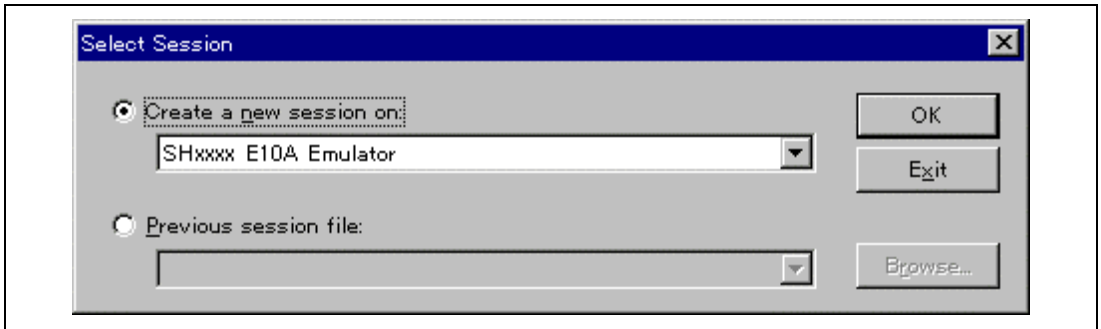 Select Session
Create a new session on:
OK
SHxxxx E10A Emulator
Exit
Previous session file:
Browse...